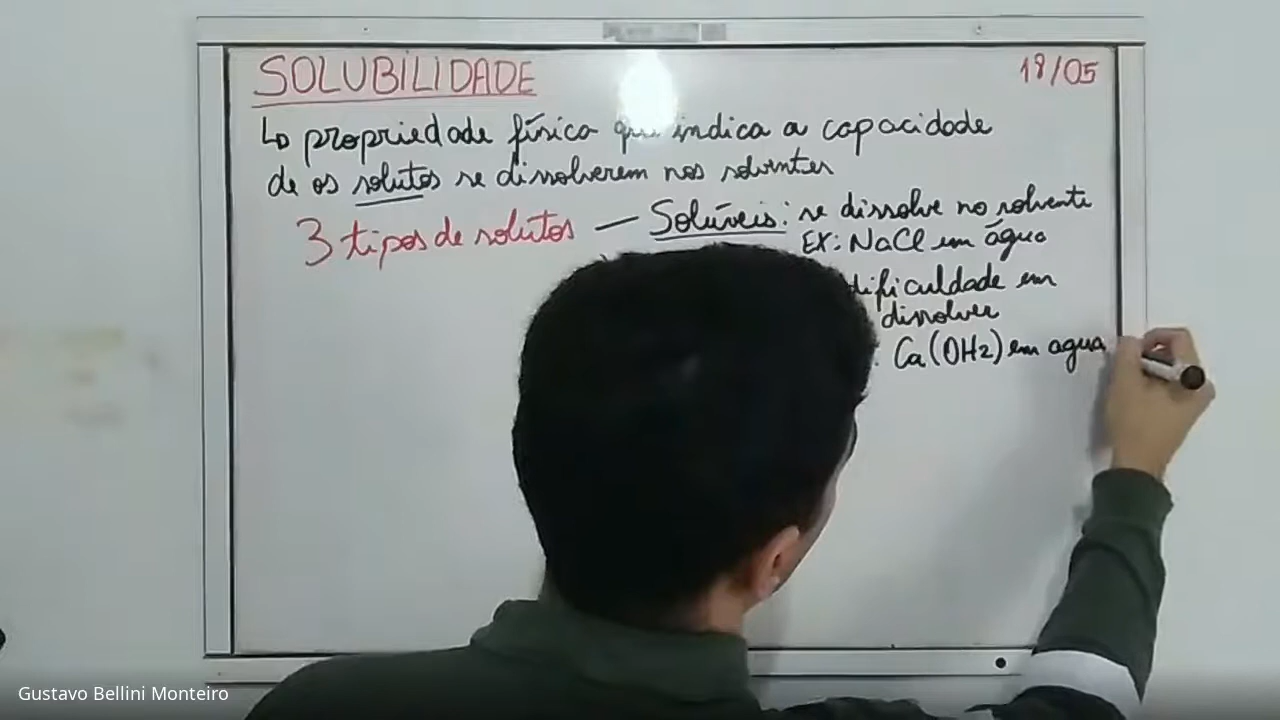 SOLUBILIDADE
18/05
↳ propriedade física que indica a capacidade
de os solutos se dissolverem nos solventes
3 tipos de solutos — Solúveis: se dissolve no solvente
EX: NaCl em água
dificuldade em
dissolver
: Ca(OH2) em agua
Gustavo Bellini Monteiro